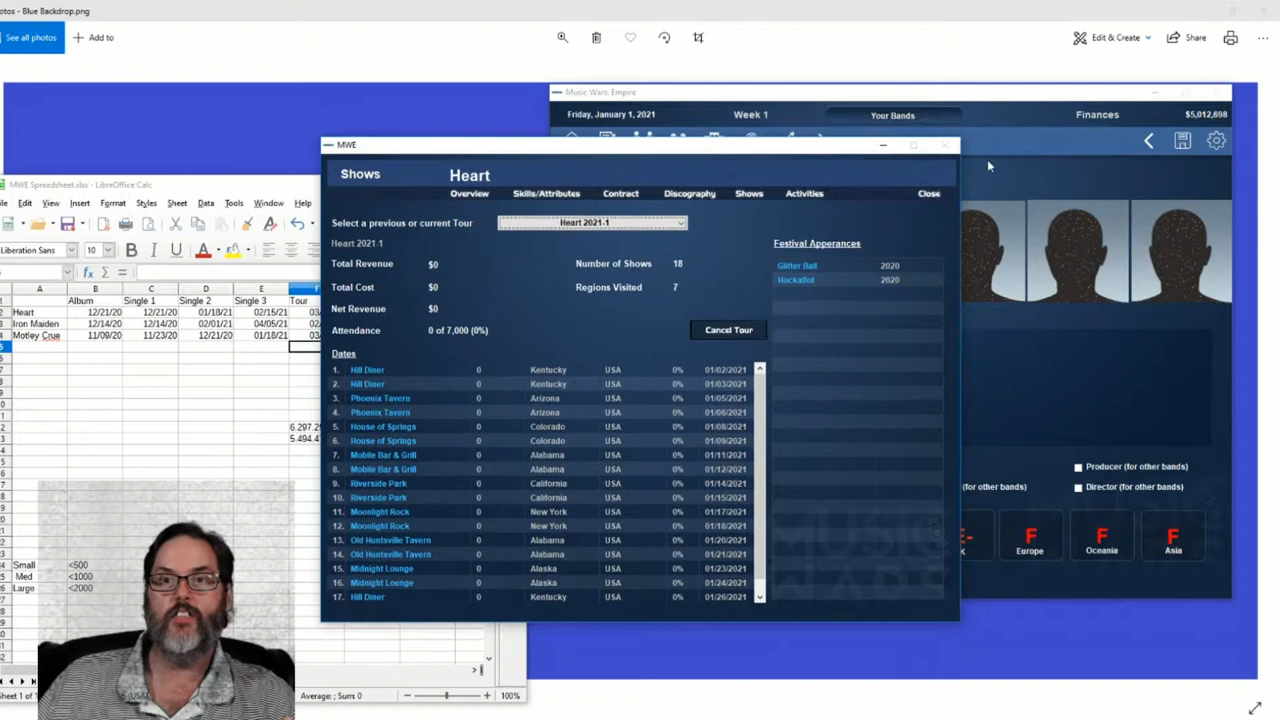 otos - Blue Backdrop.png
See all photos
Add to
Edit & Create
Share
Music Wars: Empire
Friday, January 1, 2021
Week 1
Your Bands
Finances
$5,012,698
MWE
Shows
Heart
Overview
Skills/Attributes
Contract
Discography
Shows
Activities
Close
Select a previous or current Tour
Heart 2021-1
Heart 2021-1
Total Revenue $0
Number of Shows 18
Total Cost $0
Regions Visited 7
Net Revenue $0
Attendance 0 of 7,000 (0%)
Cancel Tour
Festival Apperances
Glitter Ball 2020
Hockaflot 2020
Dates
1. Hill Diner 0 Kentucky USA 0% 01/02/2021
2. Hill Diner 0 Kentucky USA 0% 01/03/2021
3. Phoenix Tavern 0 Arizona USA 0% 01/05/2021
4. Phoenix Tavern 0 Arizona USA 0% 01/06/2021
5. House of Springs 0 Colorado USA 0% 01/08/2021
6. House of Springs 0 Colorado USA 0% 01/09/2021
7. Mobile Bar & Grill 0 Alabama USA 0% 01/11/2021
8. Mobile Bar & Grill 0 Alabama USA 0% 01/12/2021
9. Riverside Park 0 California USA 0% 01/14/2021
10. Riverside Park 0 California USA 0% 01/15/2021
11. Moonlight Rock 0 New York USA 0% 01/17/2021
12. Moonlight Rock 0 New York USA 0% 01/18/2021
13. Old Huntsville Tavern 0 Alabama USA 0% 01/20/2021
14. Old Huntsville Tavern 0 Alabama USA 0% 01/21/2021
15. Midnight Lounge 0 Alaska USA 0% 01/23/2021
16. Midnight Lounge 0 Alaska USA 0% 01/24/2021
17. Hill Diner 0 Kentucky USA 0% 01/26/2021
Producer (for other bands)
(for other bands)
Director (for other bands)
E-
K
F
Europe
F
Oceania
F
Asia
MWE Spreadsheet.xlsx - LibreOffice Calc
Edit View Insert Format Styles Sheet Data Tools Window
Liberation Sans
10
A B C D E
Album Single 1 Single 2 Single 3 Tour
Heart 12/21/20 12/21/20 01/18/21 02/15/21
Iron Maiden 12/14/20 12/14/20 02/01/21 04/05/21
Motley Crue 11/09/20 11/23/20 12/21/20 01/18/21
Small <500
Med <1000
Large <2000
Average: ; Sum: 0
100%